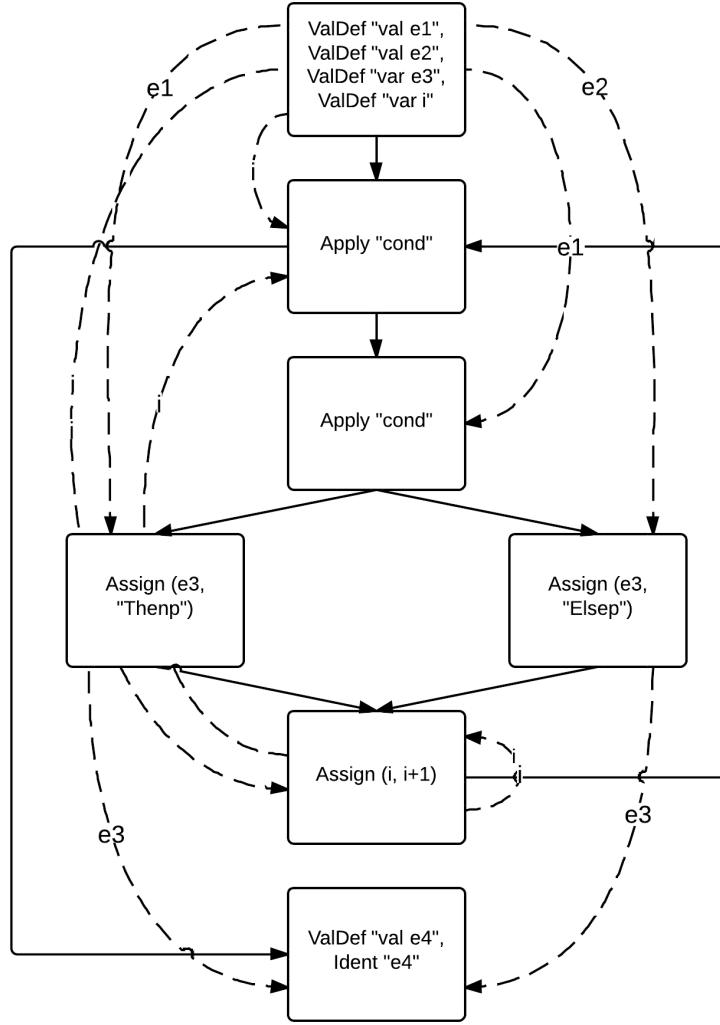 ValDef "val e1",
ValDef "val e2",
ValDef "var e3",
ValDef "var i"
e1
e2
i
Apply "cond"
e1
i
i
Apply "cond"
Assign (e3,
"Thenp")
Assign (e3,
"Elsep")
i
Assign (i, i+1)
i
e3
e3
ValDef "val e4",
Ident "e4"